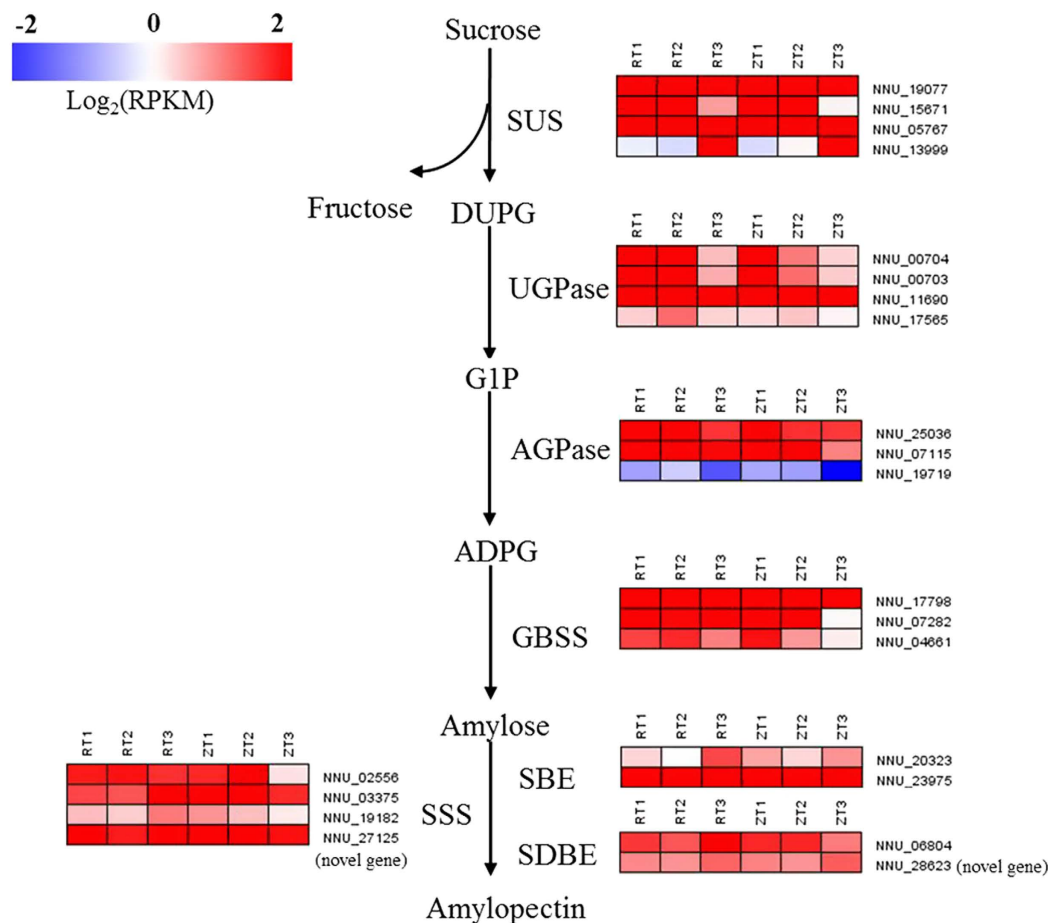 -2 0 2
Log2(RPKM)
Sucrose
SUS
Fructose
DUPG
UGPase
G1P
AGPase
ADPG
GBSS
Amylose
SBE
SSS
SDBE
Amylopectin
RT1 RT2 RT3 ZT1 ZT2 ZT3
NNU_19077
NNU_15671
NNU_05767
NNU_13999
RT1 RT2 RT3 ZT1 ZT2 ZT3
NNU_00704
NNU_00703
NNU_11690
NNU_17565
RT1 RT2 RT3 ZT1 ZT2 ZT3
NNU_25036
NNU_07115
NNU_19719
RT1 RT2 RT3 ZT1 ZT2 ZT3
NNU_17798
NNU_07282
NNU_04661
RT1 RT2 RT3 ZT1 ZT2 ZT3
NNU_20323
NNU_23975
RT1 RT2 RT3 ZT1 ZT2 ZT3
NNU_06804
NNU_28623 (novel gene)
RT1 RT2 RT3 ZT1 ZT2 ZT3
NNU_02556
NNU_03375
NNU_19182
NNU_27125
(novel gene)